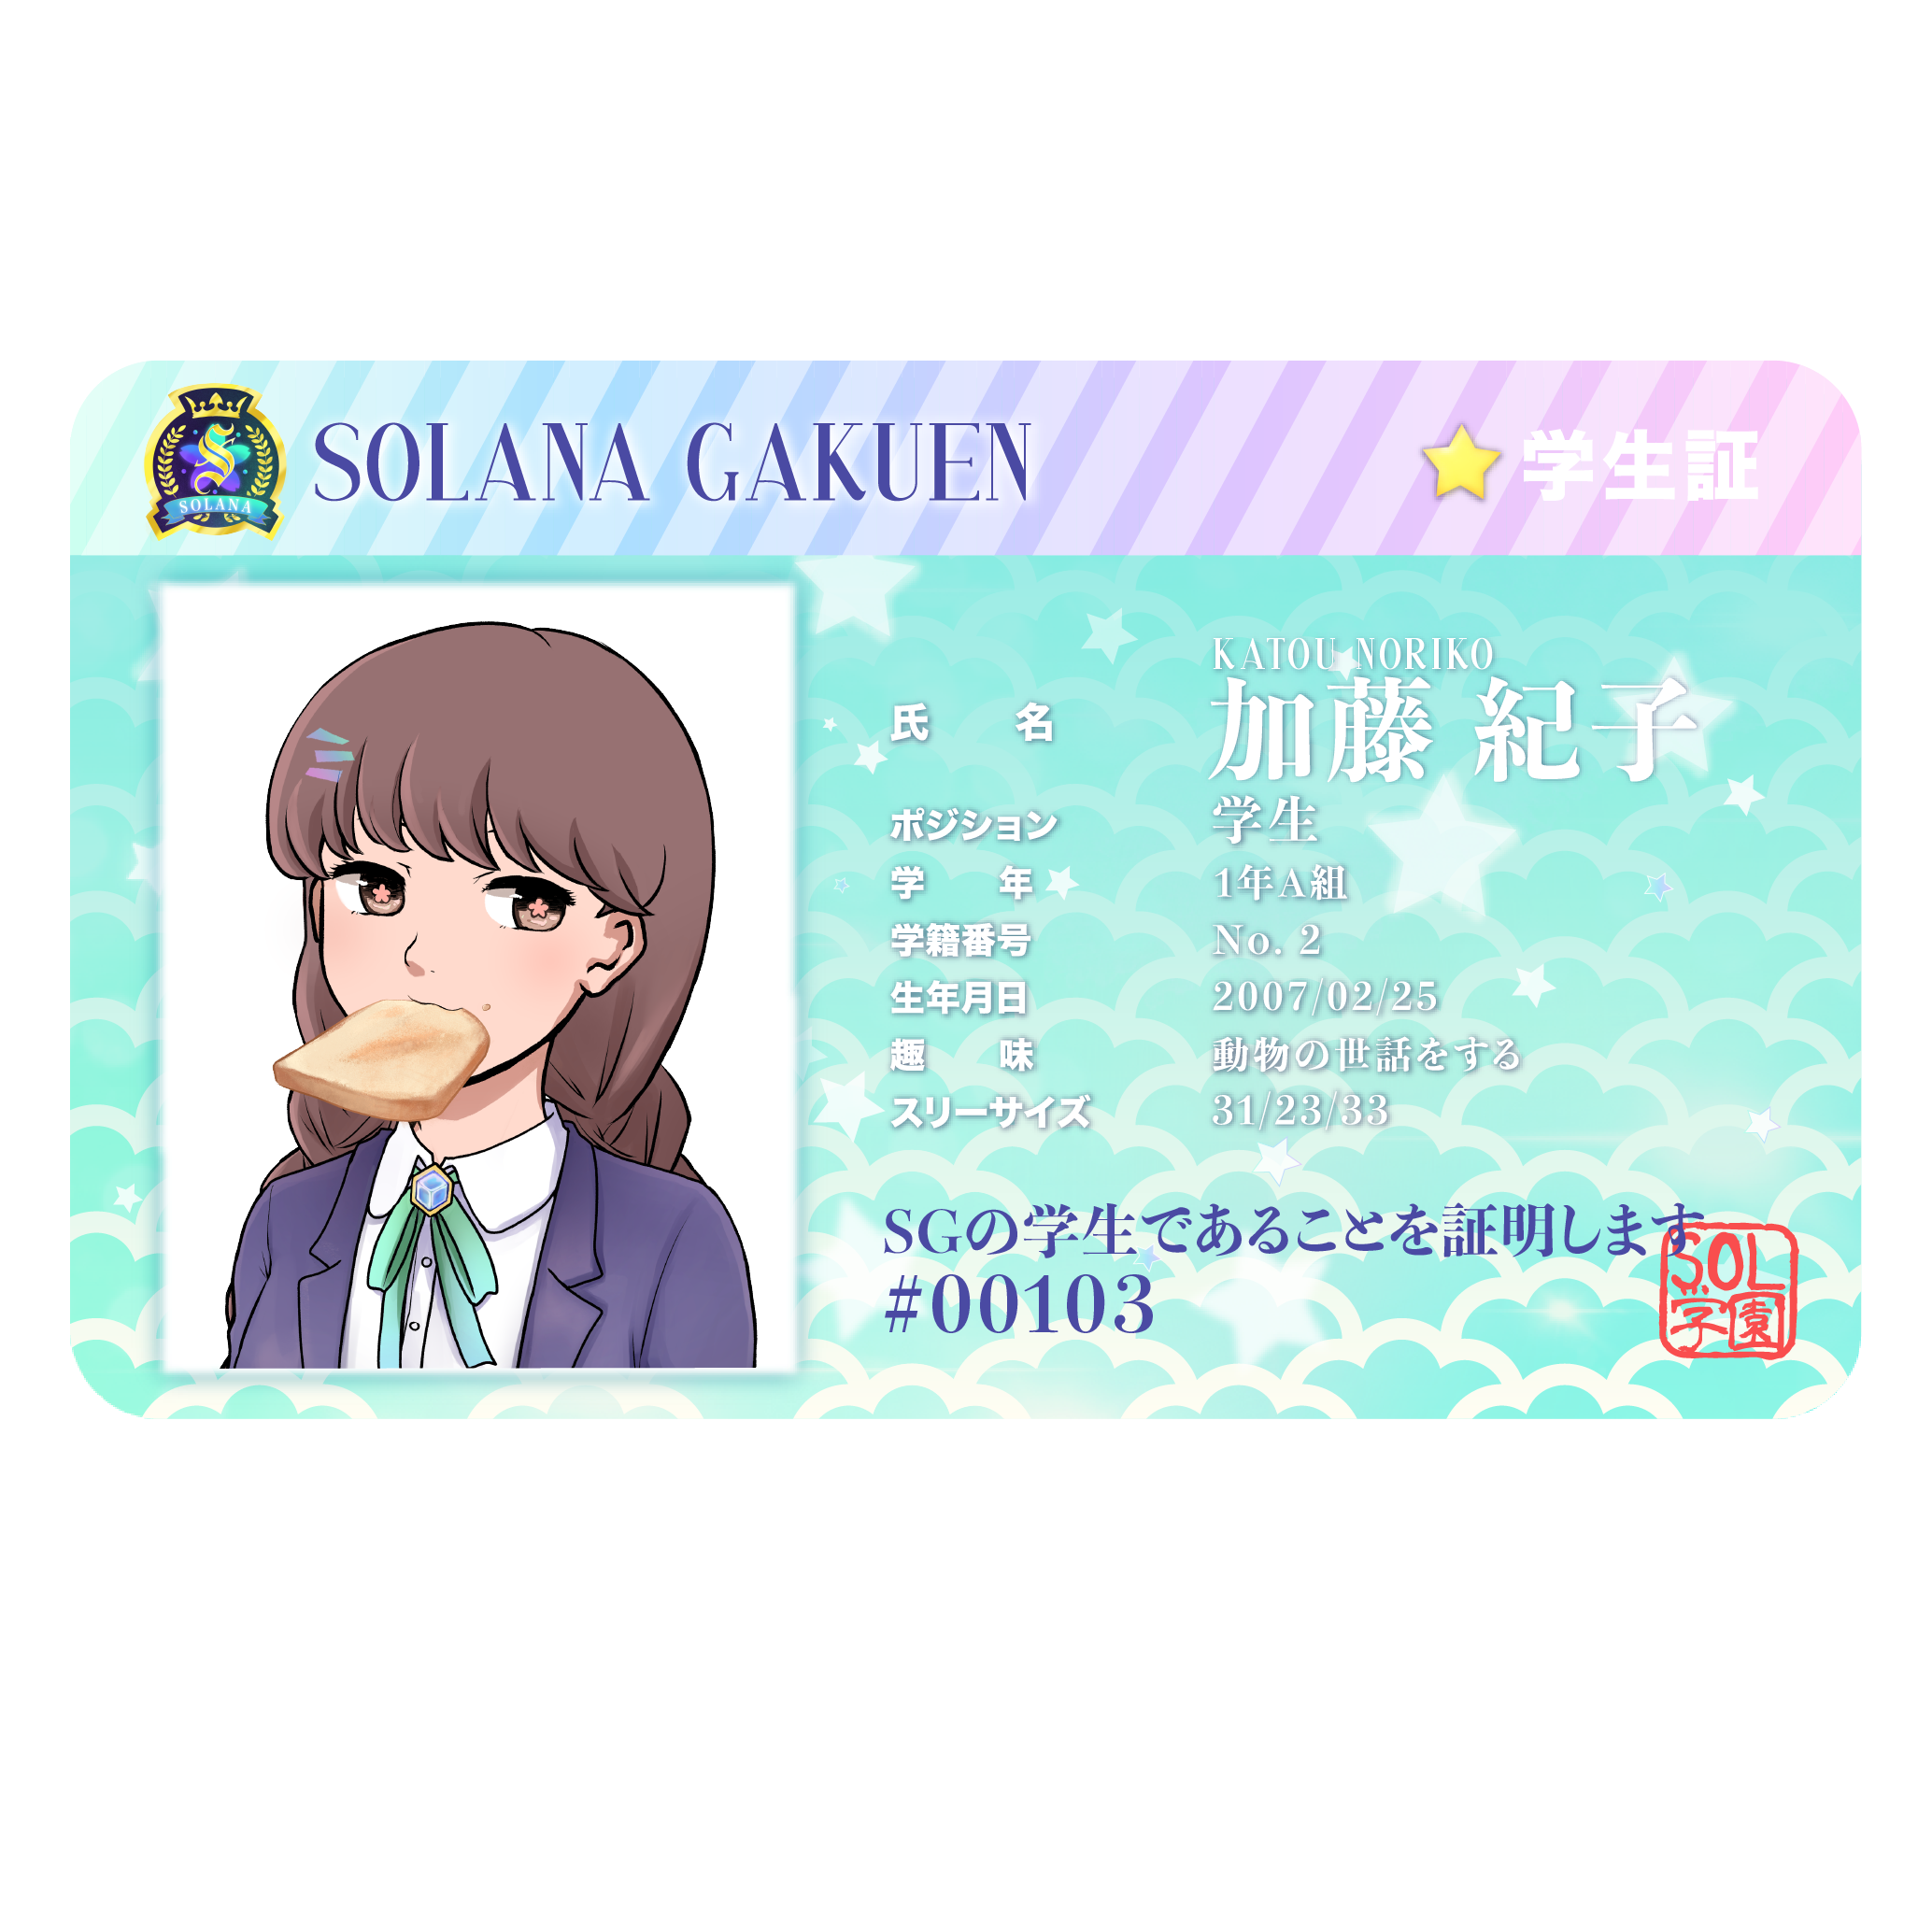 SOLANA
SOLANA GAKUEN
学生証
KATOU NORIKO
氏名 加藤 紀子
ポジション 学生
学年 1年A組
学籍番号 No. 2
生年月日 2007/02/25
趣味 動物の世話をする
スリーサイズ 31/23/33
SGの学生であることを証明します
#00103
SOL
学園